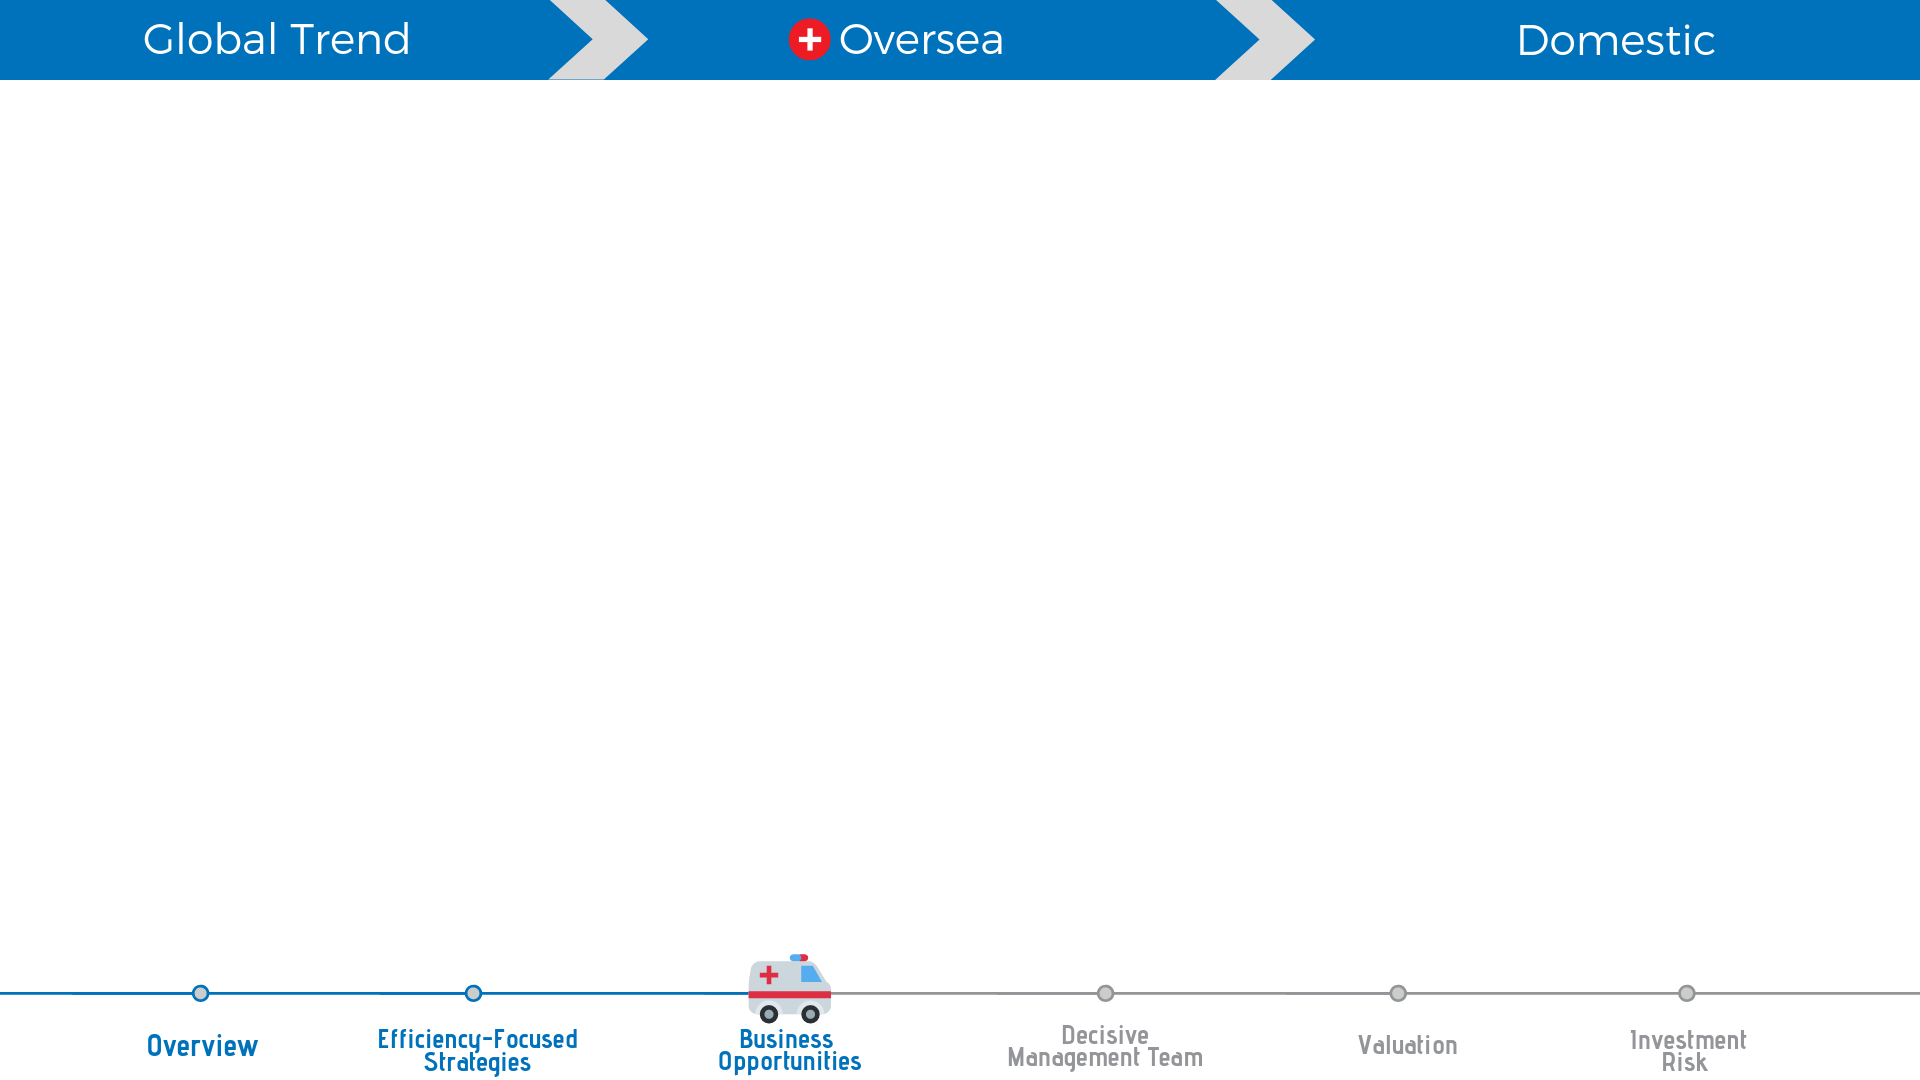 Global Trend
Oversea
Domestic
Overview
Efficiency-Focused
Strategies
Business
Opportunities
Decisive
Management Team
Valuation
Investment
Risk